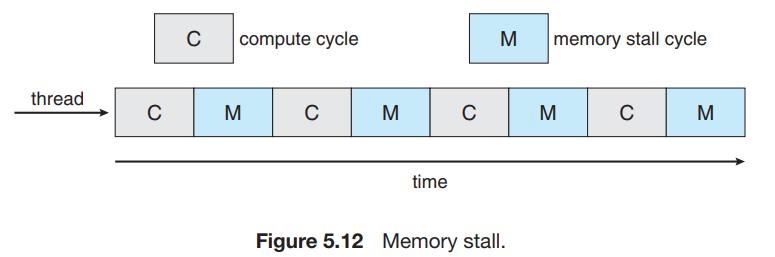 C compute cycle M memory stall cycle
thread
C M C M C M C M
time
Figure 5.12 Memory stall.